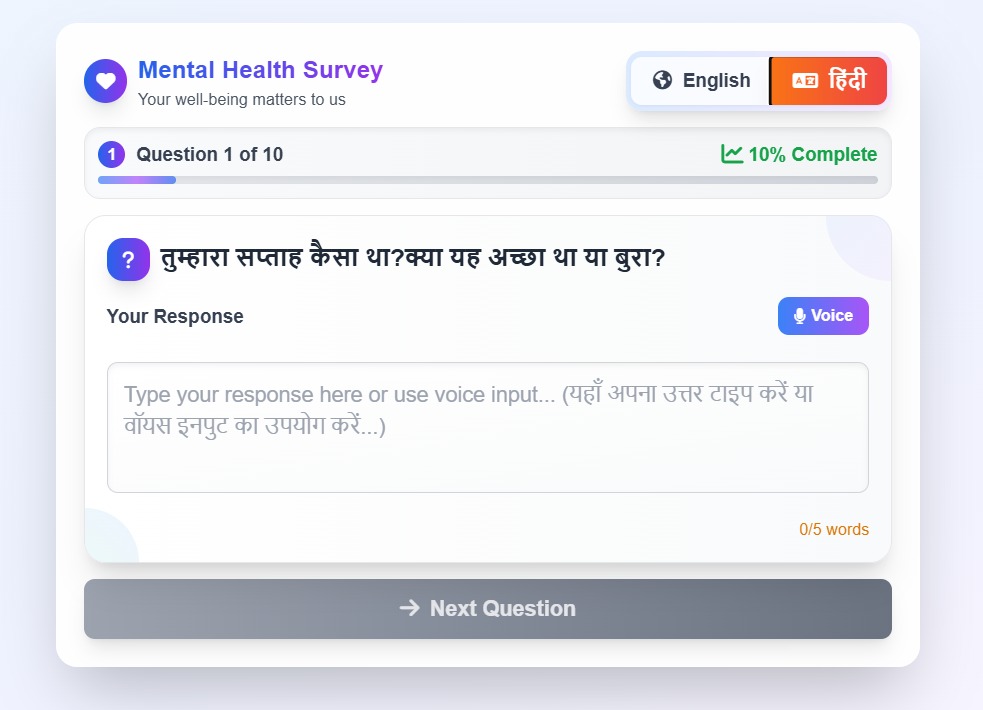 Mental Health Survey
Your well-being matters to us
English
हिंदी
1 Question 1 of 10
10% Complete
? तुम्हारा सप्ताह कैसा था?क्या यह अच्छा था या बुरा?
Your Response
Voice
Type your response here or use voice input... (यहाँ अपना उत्तर टाइप करें या
वॉयस इनपुट का उपयोग करें...)
0/5 words
Next Question